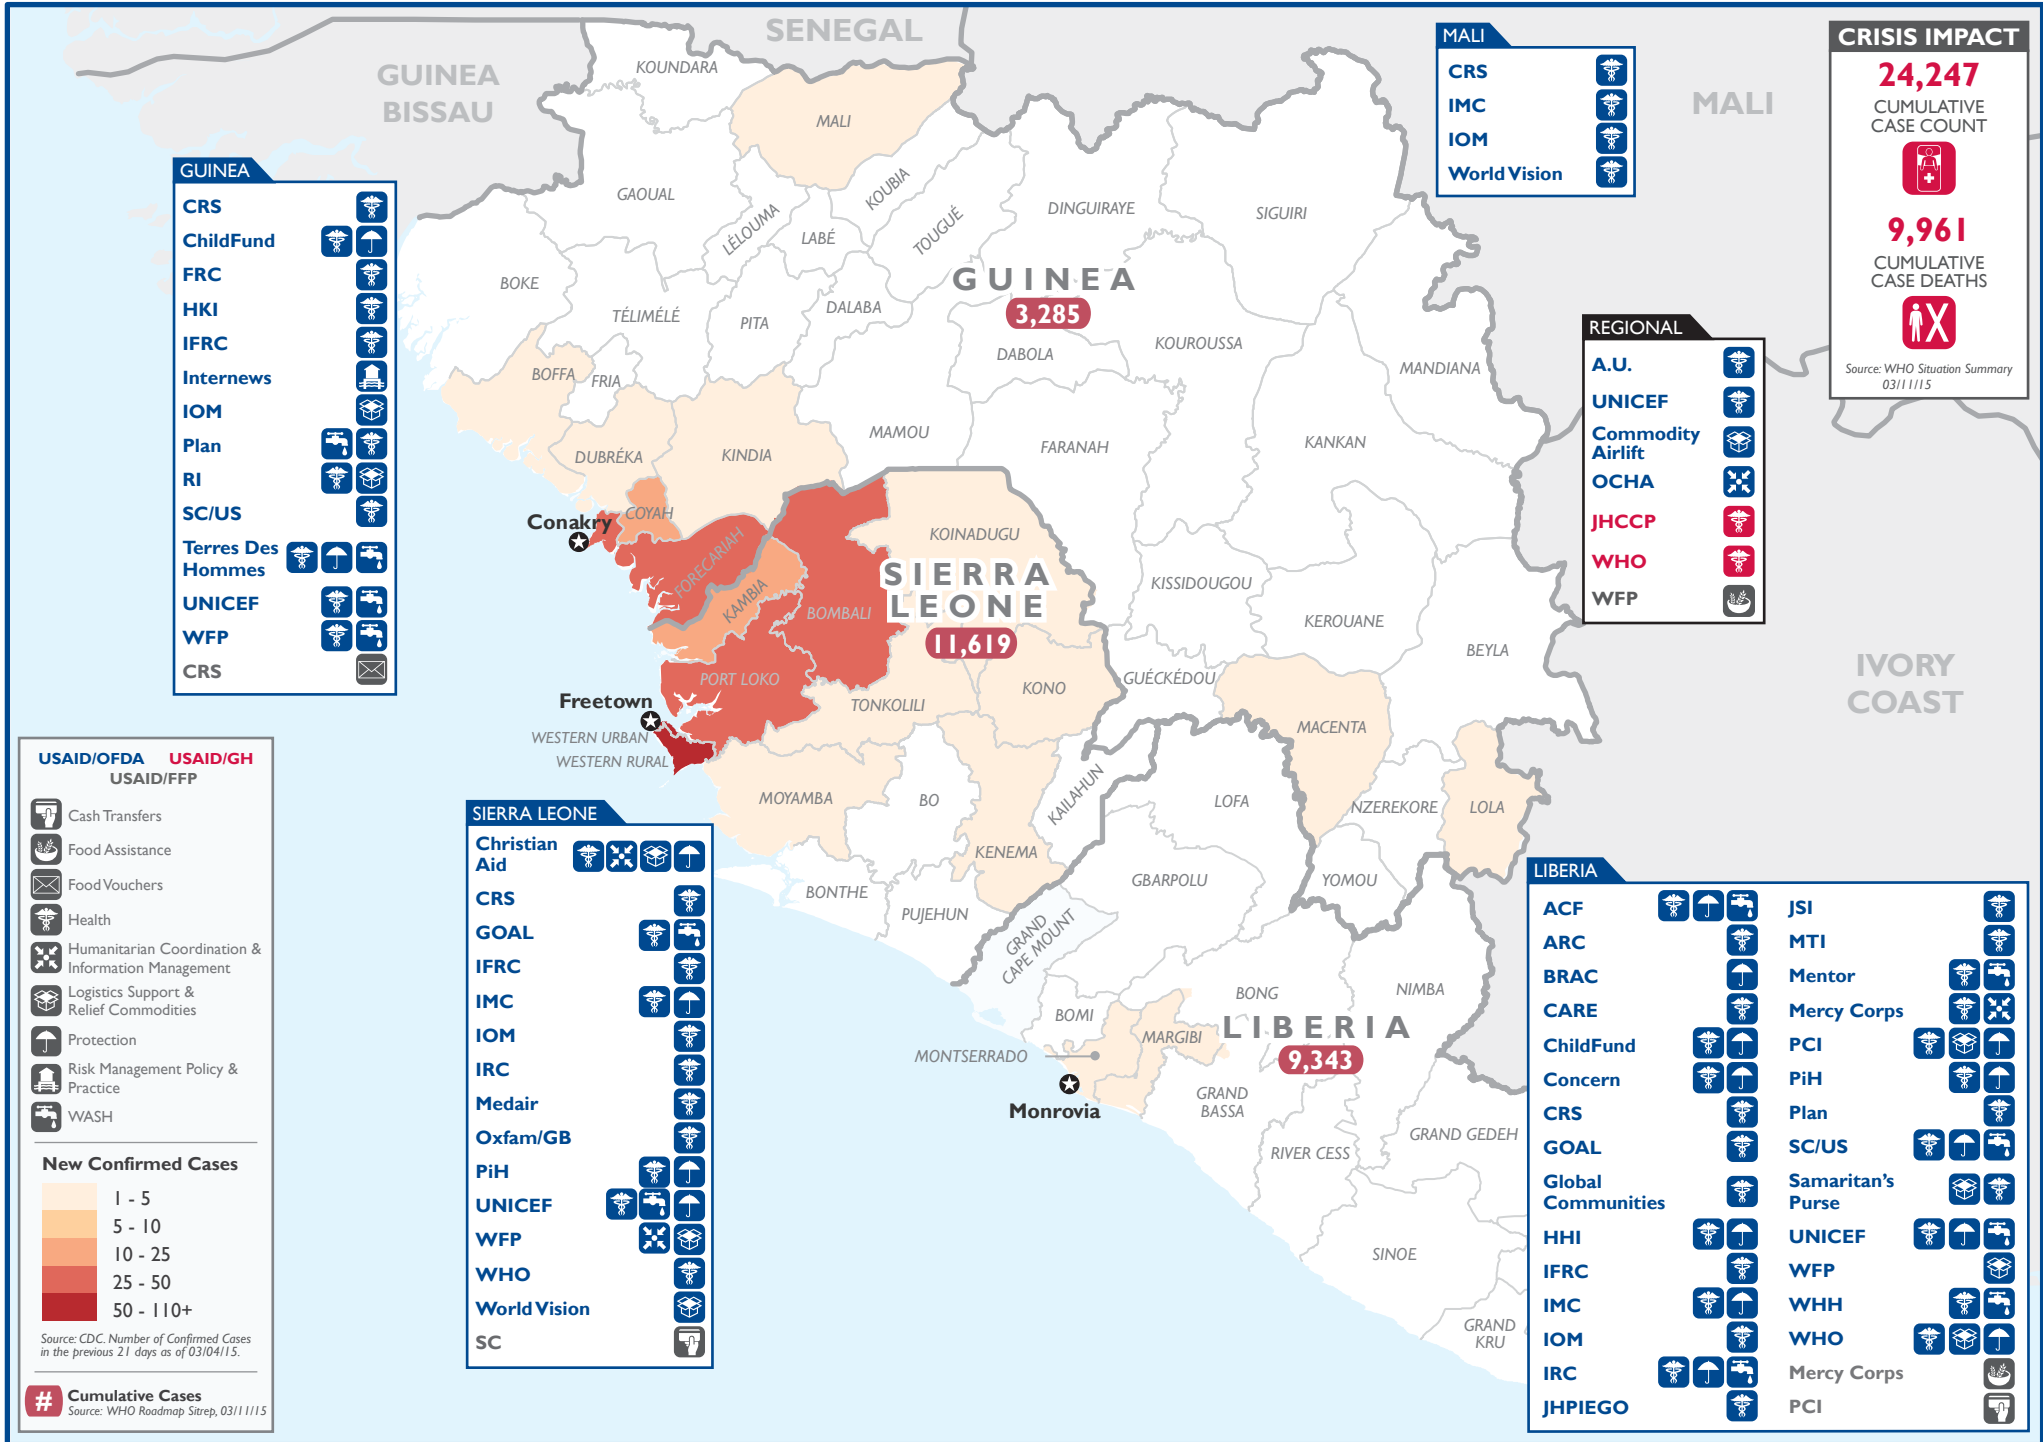 SENEGAL
GUINEA
BISSAU
MALI
IVORY
COAST
CRISIS IMPACT
24,247
CUMULATIVE
CASE COUNT
9,961
CUMULATIVE
CASE DEATHS
Source: WHO Situation Summary
03/11/15
MALI
CRS
IMC
IOM
World Vision
GUINEA
CRS
ChildFund
FRC
HKI
IFRC
Internews
IOM
Plan
RI
SC/US
Terres Des
Hommes
UNICEF
WFP
CRS
REGIONAL
A.U.
UNICEF
Commodity
Airlift
OCHA
JHCCP
WHO
WFP
KOUNDARA
MALI
GAOUAL
KOUBIA
LÉLOUMA
LABÉ
TOUGUÉ
DINGUIRAYE
SIGUIRI
BOKE
TÉLIMÉLÉ
PITA
DALABA
GUINEA
3,285
DABOLA
KOUROUSSA
MANDIANA
BOFFA
FRIA
DUBRÉKA
KINDIA
MAMOU
FARANAH
KANKAN
Conakry
COYAH
FORECARIAH
KAMBIA
BOMBALI
KOINADUGU
SIERRA
LEONE
11,619
KISSIDOUGOU
KEROUANE
BEYLA
PORT LOKO
TONKOLILI
KONO
GUÉCKÉDOU
MACENTA
Freetown
WESTERN URBAN
WESTERN RURAL
MOYAMBA
BO
KAILAHUN
LOFA
NZEREKORE
LOLA
KENEMA
BONTHE
PUJEHUN
GBARPOLU
YOMOU
GRAND
CAPE MOUNT
BONG
NIMBA
BOMI
MARGIBI
LIBERIA
9,343
MONTSERRADO
Monrovia
GRAND
BASSA
RIVER CESS
GRAND GEDEH
SINOE
GRAND
KRU
USAID/OFDA USAID/GH
USAID/FFP
Cash Transfers
Food Assistance
Food Vouchers
Health
Humanitarian Coordination &
Information Management
Logistics Support &
Relief Commodities
Protection
Risk Management Policy &
Practice
WASH
New Confirmed Cases
1 - 5
5 - 10
10 - 25
25 - 50
50 - 110+
Source: CDC. Number of Confirmed Cases
in the previous 21 days as of 03/04/15.
# Cumulative Cases
Source: WHO Roadmap Sitrep, 03/11/15
SIERRA LEONE
Christian
Aid
CRS
GOAL
IFRC
IMC
IOM
IRC
Medair
Oxfam/GB
PiH
UNICEF
WFP
WHO
World Vision
SC
LIBERIA
ACF
ARC
BRAC
CARE
ChildFund
Concern
CRS
GOAL
Global
Communities
HHI
IFRC
IMC
IOM
IRC
JHPIEGO
JSI
MTI
Mentor
Mercy Corps
PCI
PiH
Plan
SC/US
Samaritan's
Purse
UNICEF
WFP
WHH
WHO
Mercy Corps
PCI